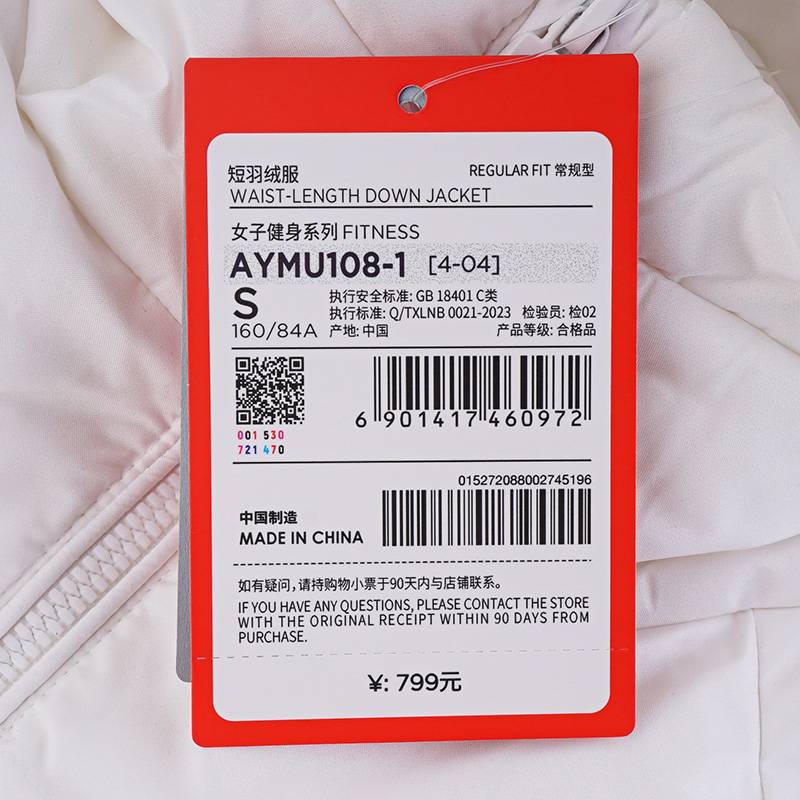 短羽绒服
REGULAR FIT 常规型
WAIST-LENGTH DOWN JACKET
女子健身系列 FITNESS
AYMU108-1 [4-04]
S
执行安全标准: GB 18401 C类
执行标准: Q/TXLNB 0021-2023 检验员: 检02
160/84A 产地: 中国 产品等级: 合格品
001 530
721 470
6 901417 460972
015272088002745196
中国制造
MADE IN CHINA
如有疑问，请持购物小票于90天内与店铺联系。
IF YOU HAVE ANY QUESTIONS, PLEASE CONTACT THE STORE
WITH THE ORIGINAL RECEIPT WITHIN 90 DAYS FROM
PURCHASE.
¥: 799元